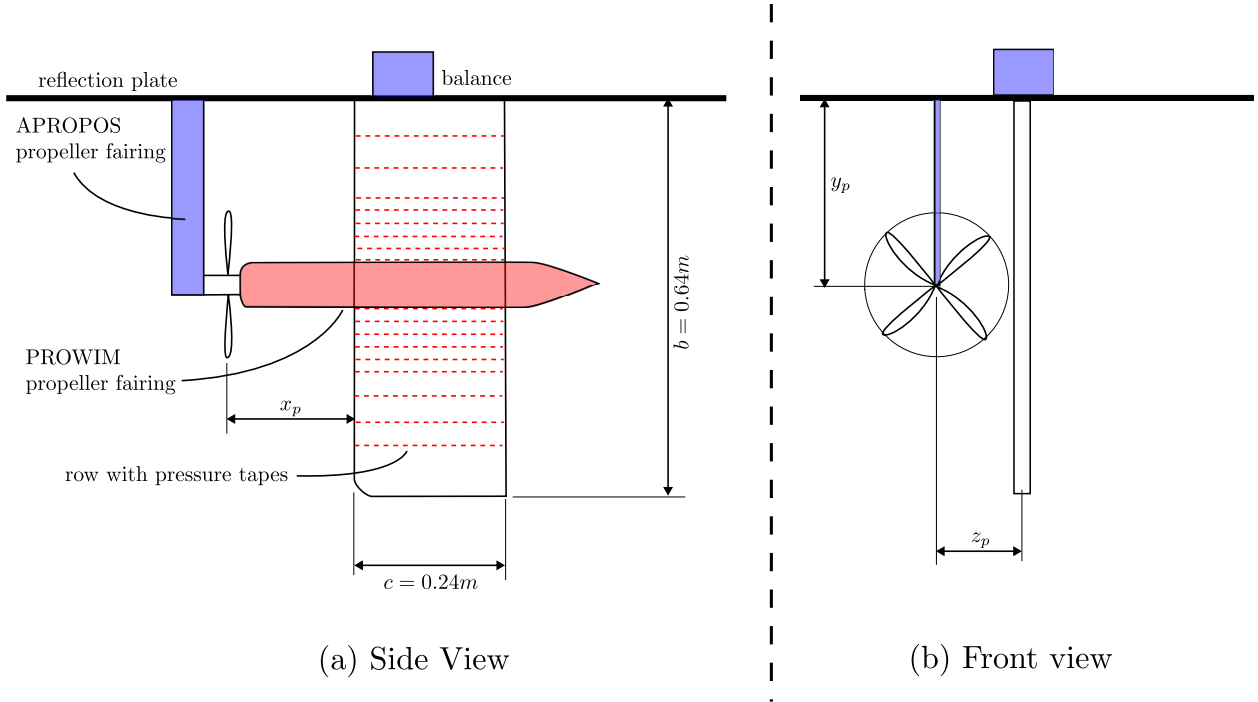 reflection plate
balance
APROPOS
propeller fairing
PROWIM
propeller fairing
x_p
row with pressure tapes
c = 0.24m
b = 0.64m
(a) Side View
y_p
z_p
(b) Front view